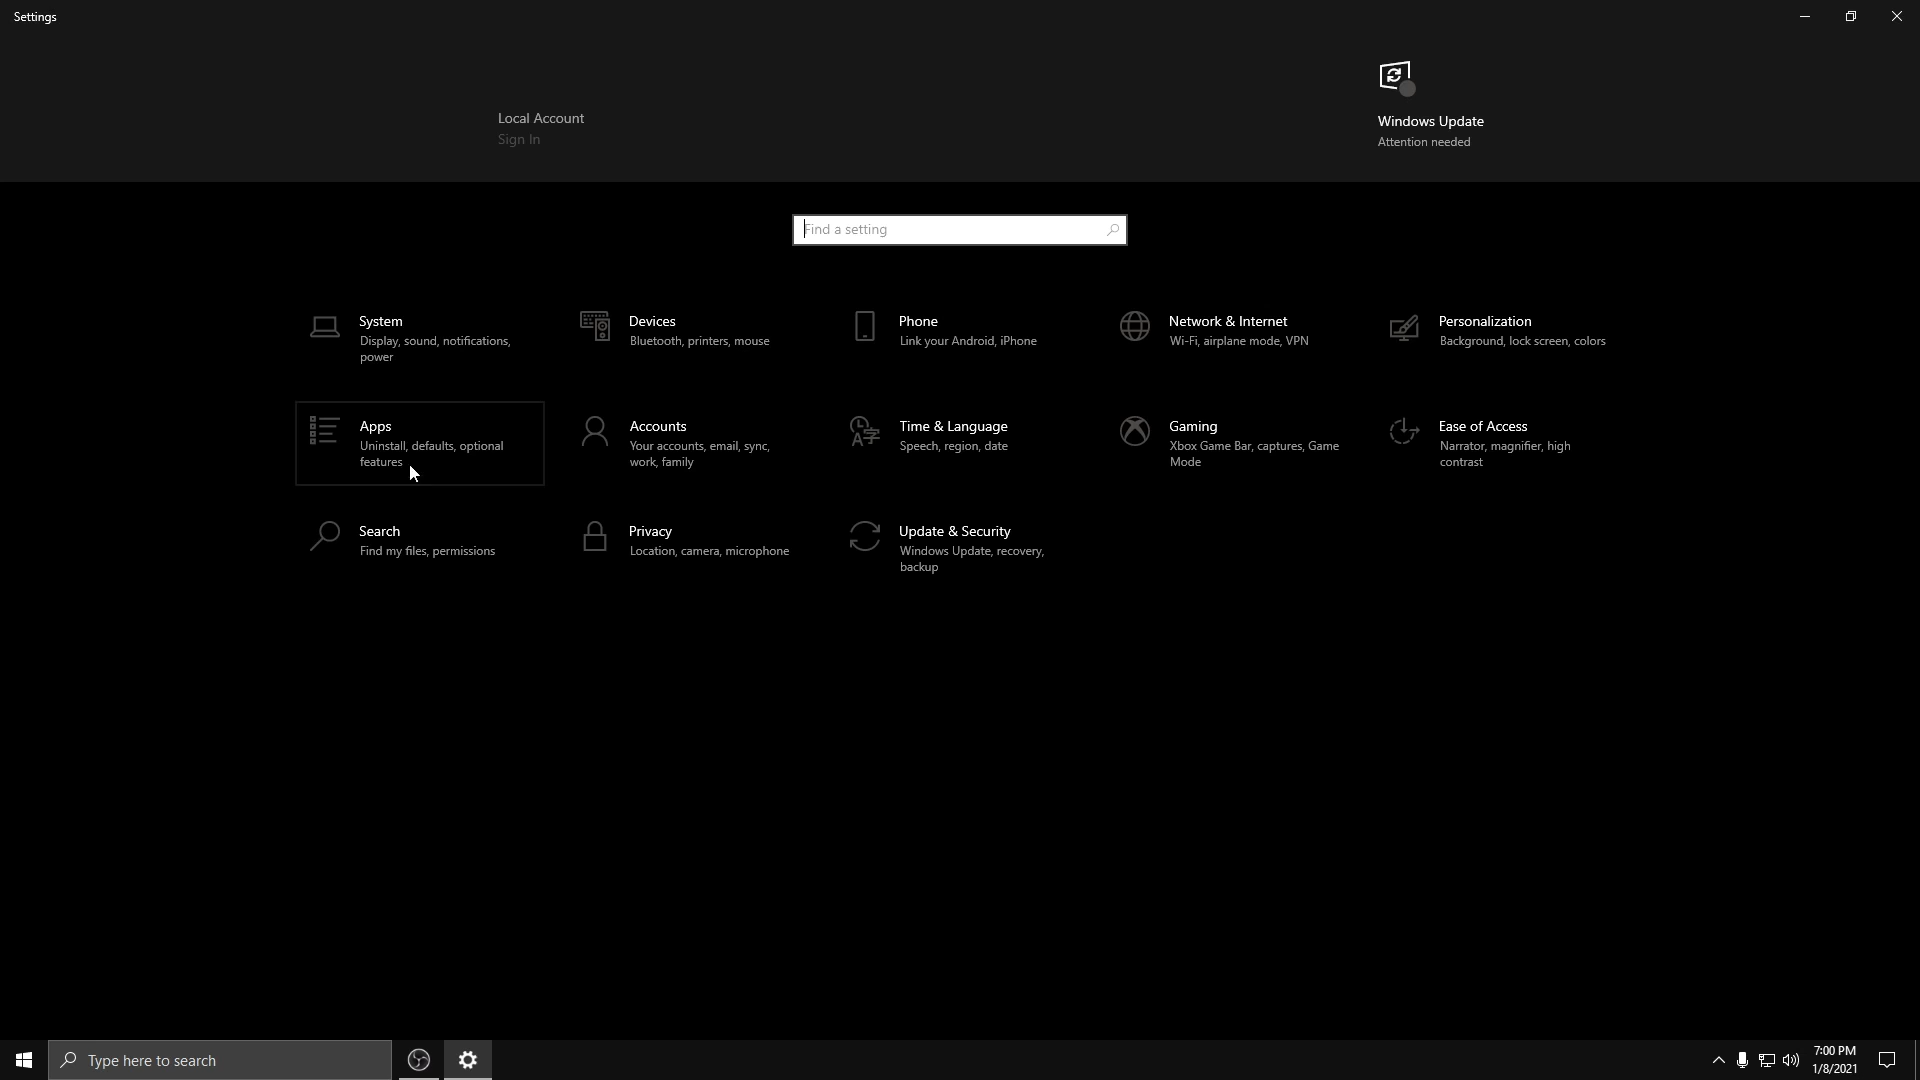 Settings
Local Account
Sign In
Windows Update
Attention needed
Find a setting
System
Display, sound, notifications,
power
Devices
Bluetooth, printers, mouse
Phone
Link your Android, iPhone
Network & Internet
Wi-Fi, airplane mode, VPN
Personalization
Background, lock screen, colors
Apps
Uninstall, defaults, optional
features
Accounts
Your accounts, email, sync,
work, family
Time & Language
Speech, region, date
Gaming
Xbox Game Bar, captures, Game
Mode
Ease of Access
Narrator, magnifier, high
contrast
Search
Find my files, permissions
Privacy
Location, camera, microphone
Update & Security
Windows Update, recovery,
backup
Type here to search
7:00 PM
1/8/2021